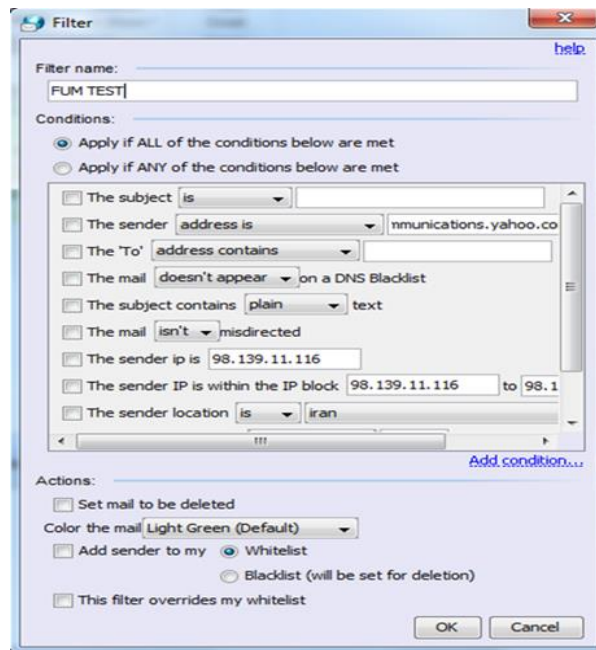 Filter
help
Filter name:
FUM TEST
Conditions:
Apply if ALL of the conditions below are met
Apply if ANY of the conditions below are met
The subject is
The sender address is mmunications.yahoo.co
The 'To' address contains
The mail doesn't appear on a DNS Blacklist
The subject contains plain text
The mail isn't misdirected
The sender ip is 98.139.11.116
The sender IP is within the IP block 98.139.11.116 to 98.1
The sender location is iran
Add condition...
Actions:
Set mail to be deleted
Color the mail Light Green (Default)
Add sender to my Whitelist
Blacklist (will be set for deletion)
This filter overrides my whitelist
OK Cancel